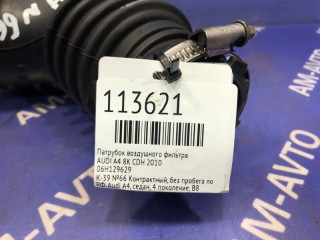 113621
Патрубок воздушного фильтра
AUDI A4 8K CDH 2010
06H129629
К-39 №66 Контрактный, без пробега по
РФ. Audi A4, седан, 4 поколение, B8
M-AVTO
M-AVTO